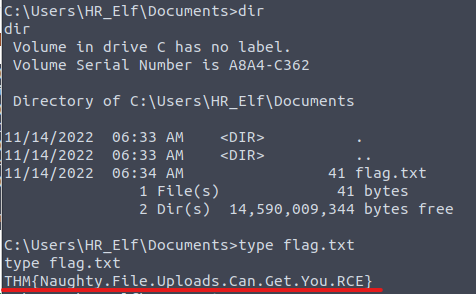 C:\Users\HR_Elf\Documents>dir
dir
 Volume in drive C has no label.
 Volume Serial Number is A8A4-C362

 Directory of C:\Users\HR_Elf\Documents

11/14/2022  06:33 AM    <DIR>          .
11/14/2022  06:33 AM    <DIR>          ..
11/14/2022  06:34 AM                41 flag.txt
               1 File(s)             41 bytes
               2 Dir(s)  14,590,009,344 bytes free

C:\Users\HR_Elf\Documents>type flag.txt
type flag.txt
THM{Naughty.File.Uploads.Can.Get.You.RCE}